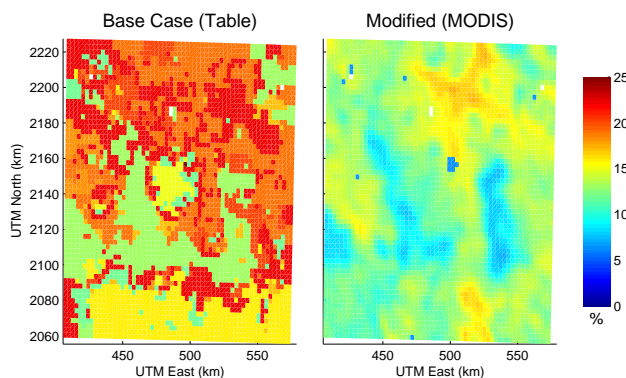 Base Case (Table)
Modified (MODIS)
2220
2200
2180
2160
2140
2120
2100
2080
2060
UTM North (km)
450 500 550
UTM East (km)
450 500 550
UTM East (km)
25
20
15
10
5
0
%